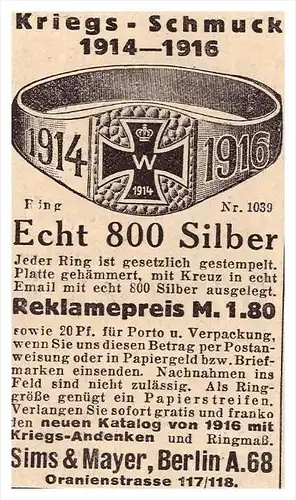 Kriegs - Schmuck
1914—1916
1914 W 1914 1916
Ring Nr. 1039
Echt 800 Silber
Jeder Ring ist gesetzlich gestempelt.
Platte gehämmert, mit Kreuz in echt
Email mit echt 800 Silber ausgelegt.
Reklamepreis M. 1.80
sowie 20 Pf. für Porto u. Verpackung,
wenn Sie uns diesen Betrag per Postan-
weisung oder in Papiergeld bzw. Brief-
marken einsenden. Nachnahmen ins
Feld sind nicht zulässig. Als Ring-
größe genügt ein Papierstreifen.
Verlangen Sie sofort gratis und franko
den neuen Katalog von 1916 mit
Kriegs-Andenken und Ringmaß.
Sims & Mayer, Berlin A. 68
Oranienstrasse 117/118.